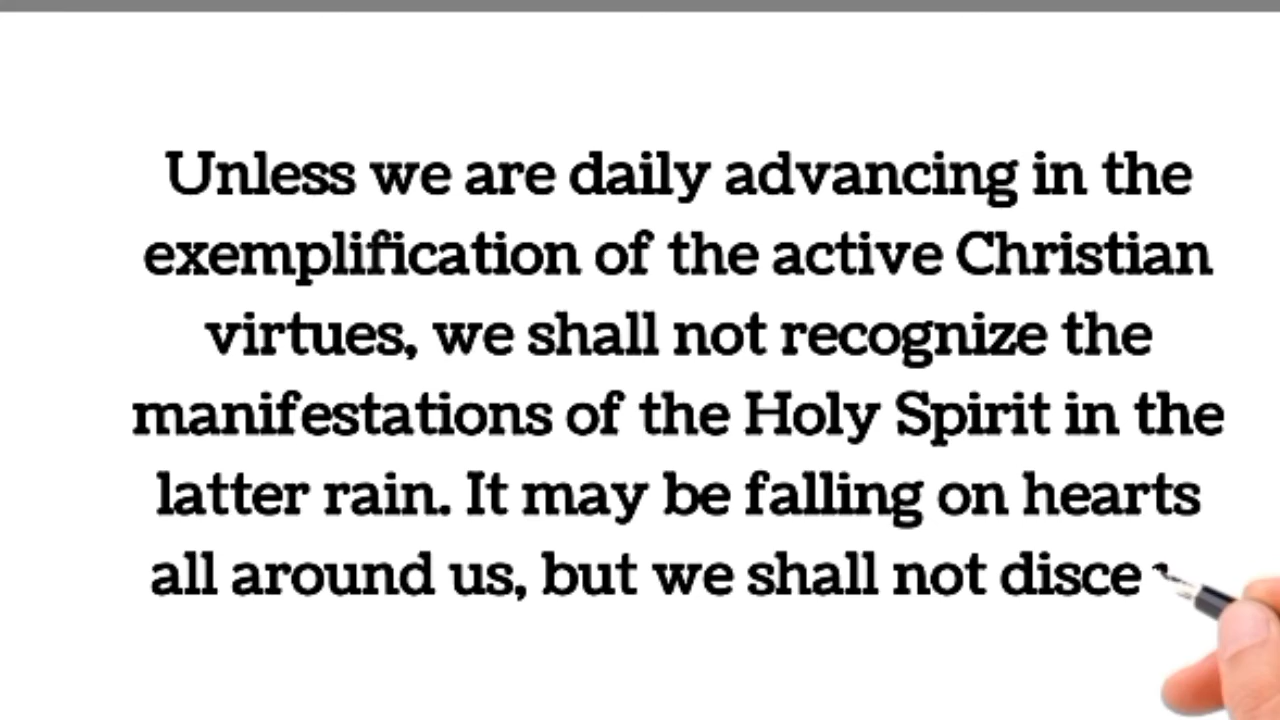 Unless we are daily advancing in the
exemplification of the active Christian
virtues, we shall not recognize the
manifestations of the Holy Spirit in the
latter rain. It may be falling on hearts
all around us, but we shall not disce